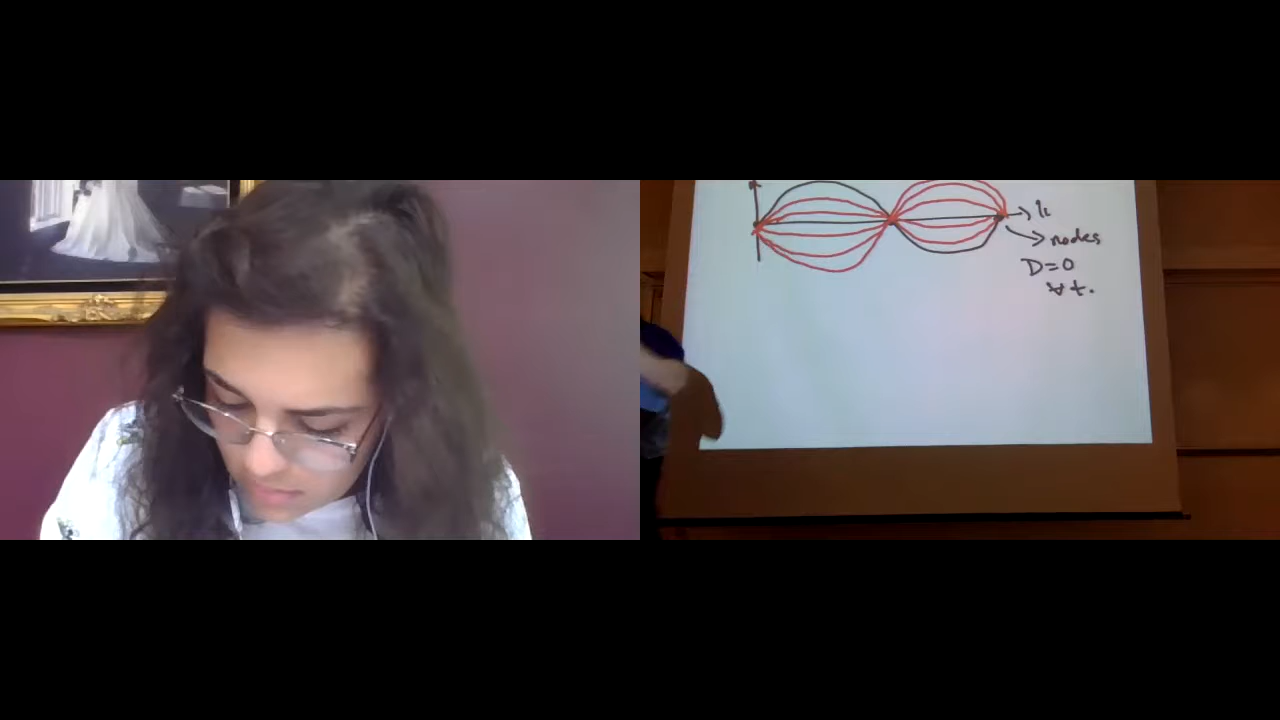 nodes
D=0
∀ t.